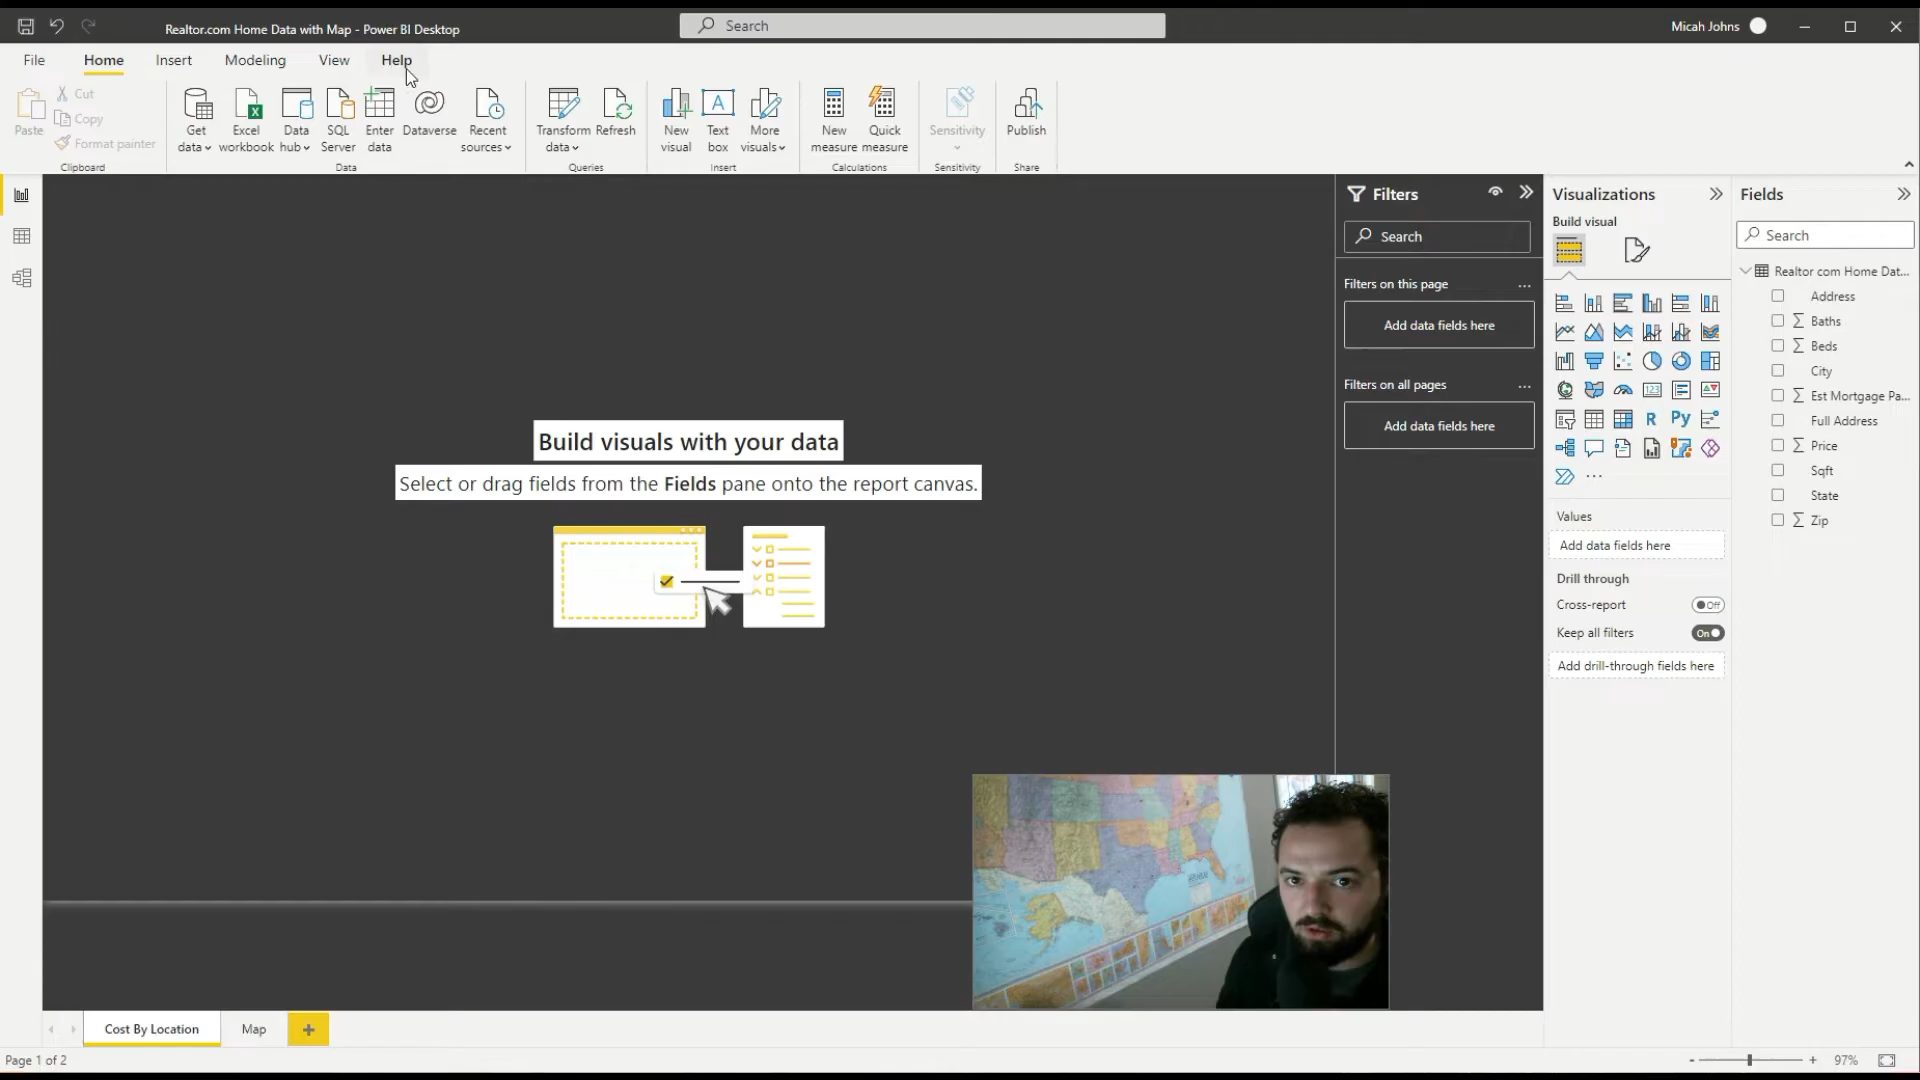 Realtor.com Home Data with Map - Power BI Desktop
Search
Micah Johns
File
Home
Insert
Modeling
View
Help
Paste
Cut
Copy
Format painter
Clipboard
Get data
Excel workbook
Data hub
SQL Server
Enter data
Dataverse
Recent sources
Data
Transform data
Refresh
Queries
New visual
A
Text box
More visuals
Insert
New measure
Quick measure
Calculations
Sensitivity
Sensitivity
Publish
Share
Build visuals with your data
Select or drag fields from the Fields pane onto the report canvas.
Filters
Search
Filters on this page
...
Add data fields here
Filters on all pages
...
Add data fields here
Visualizations
Build visual
123
R
Py
...
Values
Add data fields here
Drill through
Cross-report
Off
Keep all filters
On
Add drill-through fields here
Fields
Search
Realtor com Home Dat...
Address
∑ Baths
∑ Beds
City
∑ Est Mortgage Pa...
Full Address
∑ Price
Sqft
State
∑ Zip
Cost By Location
Map
+
Page 1 of 2
- + 97%